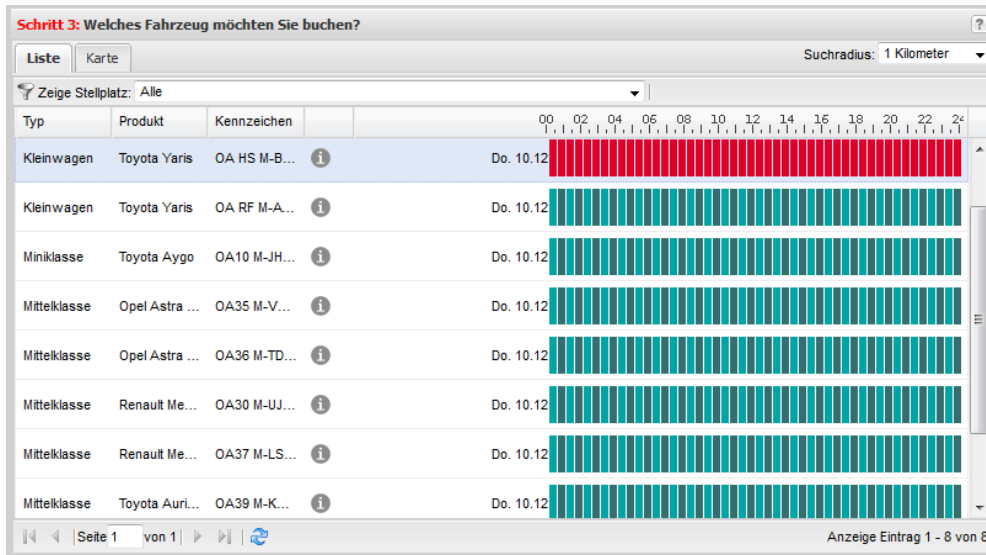 Schritt 3: Welches Fahrzeug möchten Sie buchen? ?
Liste Karte Suchradius: 1 Kilometer
Zeige Stellplatz: Alle
Typ Produkt Kennzeichen 00 02 04 06 08 10 12 14 16 18 20 22 24
Kleinwagen Toyota Yaris OA HS M-B... i Do. 10.12
Kleinwagen Toyota Yaris OA RF M-A... i Do. 10.12
Miniklasse Toyota Aygo OA10 M-JH... i Do. 10.12
Mittelklasse Opel Astra ... OA35 M-V... i Do. 10.12
Mittelklasse Opel Astra ... OA36 M-TD... i Do. 10.12
Mittelklasse Renault Me... OA30 M-UJ... i Do. 10.12
Mittelklasse Renault Me... OA37 M-LS... i Do. 10.12
Mittelklasse Toyota Auri... OA39 M-K... i Do. 10.12
Seite 1 von 1 Anzeige Eintrag 1 - 8 von 8